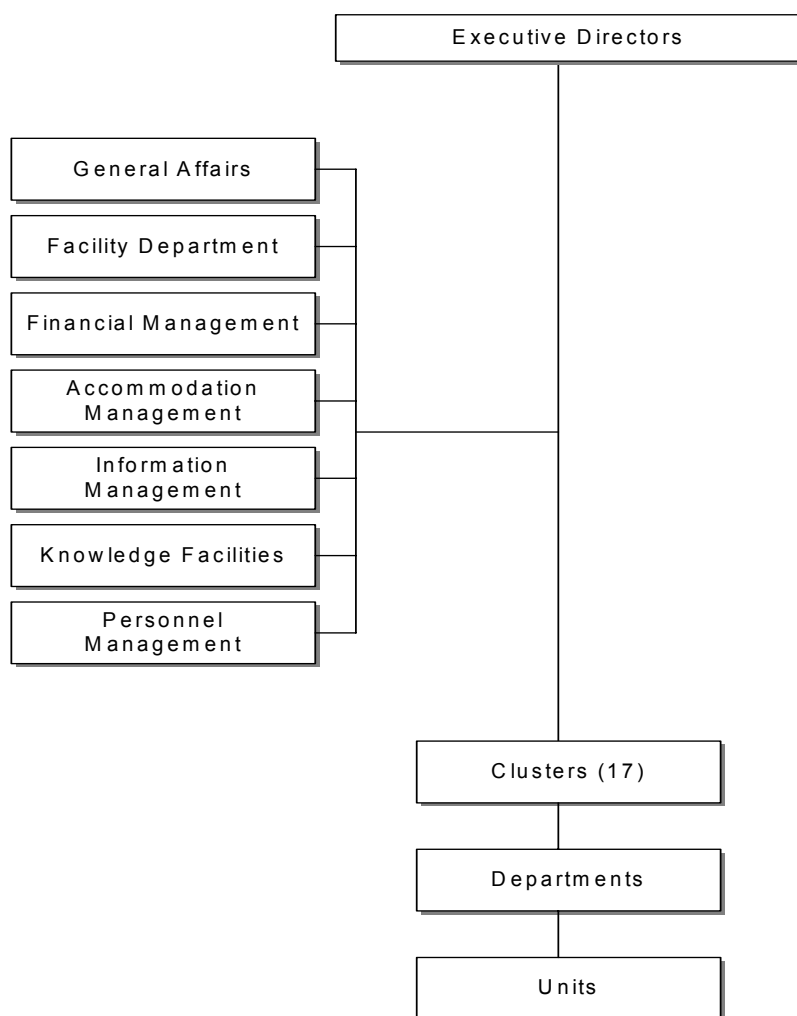 Executive Directors
General Affairs
Facility Department
Financial Management
Accommodation
Management
Information
Management
Knowledge Facilities
Personnel
Management
Clusters (17)
Departments
Units